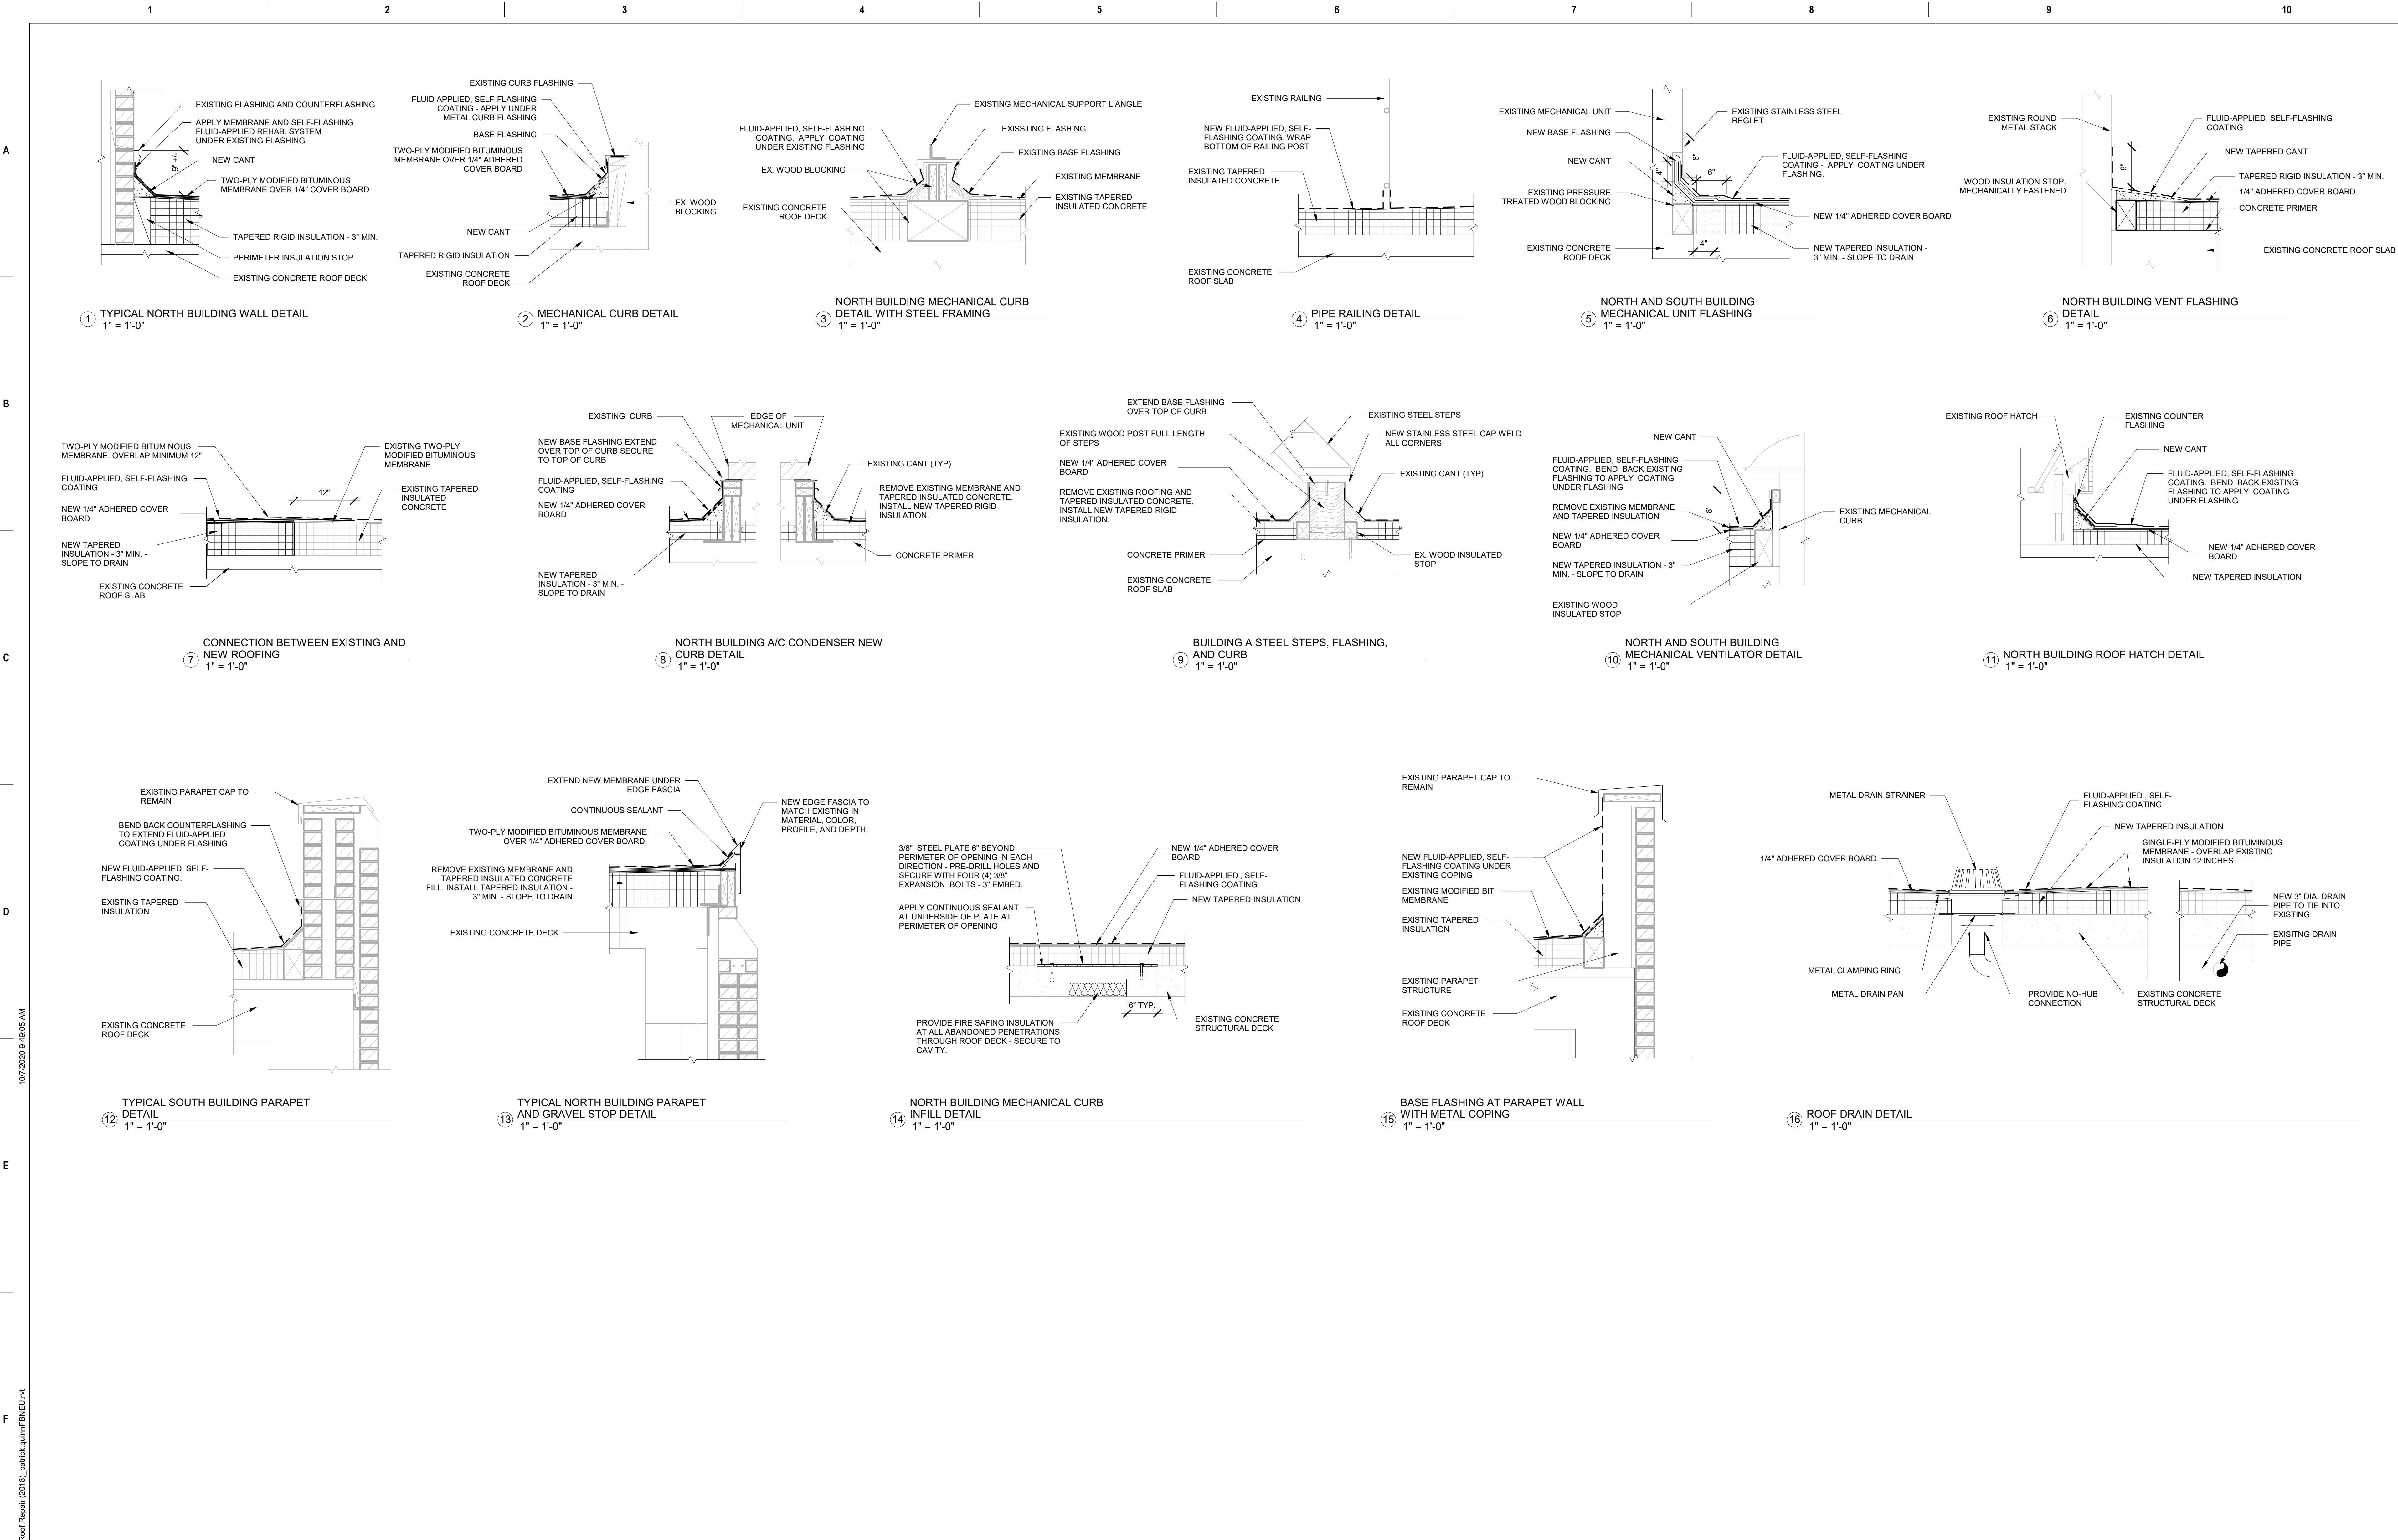 1 2 3 4 5 6 7 8 9 10
A
B
C
D
E
F
EXISTING FLASHING AND COUNTERFLASHING
APPLY MEMBRANE AND SELF-FLASHING
FLUID-APPLIED REHAB. SYSTEM
UNDER EXISTING FLASHING
9" +/-
NEW CANT
TWO-PLY MODIFIED BITUMINOUS
MEMBRANE OVER 1/4" COVER BOARD
TAPERED RIGID INSULATION - 3" MIN.
PERIMETER INSULATION STOP
EXISTING CONCRETE ROOF DECK
1 TYPICAL NORTH BUILDING WALL DETAIL
1" = 1'-0"
EXISTING CURB FLASHING
FLUID APPLIED, SELF-FLASHING
COATING - APPLY UNDER
METAL CURB FLASHING
BASE FLASHING
TWO-PLY MODIFIED BITUMINOUS
MEMBRANE OVER 1/4" ADHERED
COVER BOARD
EX. WOOD
BLOCKING
NEW CANT
TAPERED RIGID INSULATION
EXISTING CONCRETE
ROOF DECK
2 MECHANICAL CURB DETAIL
1" = 1'-0"
EXISTING MECHANICAL SUPPORT L ANGLE
FLUID-APPLIED, SELF-FLASHING
COATING. APPLY COATING
UNDER EXISTING FLASHING
EXISSTING FLASHING
EXISTING BASE FLASHING
EX. WOOD BLOCKING
EXISTING MEMBRANE
EXISTING TAPERED
INSULATED CONCRETE
EXISTING CONCRETE
ROOF DECK
NORTH BUILDING MECHANICAL CURB
3 DETAIL WITH STEEL FRAMING
1" = 1'-0"
EXISTING RAILING
NEW FLUID-APPLIED, SELF-
FLASHING COATING. WRAP
BOTTOM OF RAILING POST
EXISTING TAPERED
INSULATED CONCRETE
EXISTING CONCRETE
ROOF SLAB
4 PIPE RAILING DETAIL
1" = 1'-0"
EXISTING MECHANICAL UNIT
EXISTING STAINLESS STEEL
REGLET
NEW BASE FLASHING
8"
NEW CANT
FLUID-APPLIED, SELF-FLASHING
COATING - APPLY COATING UNDER
FLASHING.
4"
6"
EXISTING PRESSURE
TREATED WOOD BLOCKING
NEW 1/4" ADHERED COVER BOARD
EXISTING CONCRETE
ROOF DECK
4"
NEW TAPERED INSULATION -
3" MIN. - SLOPE TO DRAIN
NORTH AND SOUTH BUILDING
5 MECHANICAL UNIT FLASHING
1" = 1'-0"
EXISTING ROUND
METAL STACK
FLUID-APPLIED, SELF-FLASHING
COATING
NEW TAPERED CANT
8"
TAPERED RIGID INSULATION - 3" MIN.
WOOD INSULATION STOP.
MECHANICALLY FASTENED
1/4" ADHERED COVER BOARD
CONCRETE PRIMER
EXISTING CONCRETE ROOF SLAB
NORTH BUILDING VENT FLASHING
6 DETAIL
1" = 1'-0"
TWO-PLY MODIFIED BITUMINOUS
MEMBRANE. OVERLAP MINIMUM 12"
EXISTING TWO-PLY
MODIFIED BITUMINOUS
MEMBRANE
FLUID-APPLIED, SELF-FLASHING
COATING
12"
EXISTING TAPERED
INSULATED
CONCRETE
NEW 1/4" ADHERED COVER
BOARD
NEW TAPERED
INSULATION - 3" MIN. -
SLOPE TO DRAIN
EXISTING CONCRETE
ROOF SLAB
CONNECTION BETWEEN EXISTING AND
7 NEW ROOFING
1" = 1'-0"
EXISTING CURB
EDGE OF
MECHANICAL UNIT
NEW BASE FLASHING EXTEND
OVER TOP OF CURB SECURE
TO TOP OF CURB
EXISTING CANT (TYP)
FLUID-APPLIED, SELF-FLASHING
COATING
REMOVE EXISTING MEMBRANE AND
TAPERED INSULATED CONCRETE.
INSTALL NEW TAPERED RIGID
INSULATION.
NEW 1/4" ADHERED COVER
BOARD
CONCRETE PRIMER
NEW TAPERED
INSULATION - 3" MIN. -
SLOPE TO DRAIN
NORTH BUILDING A/C CONDENSER NEW
8 CURB DETAIL
1" = 1'-0"
EXTEND BASE FLASHING
OVER TOP OF CURB
EXISTING STEEL STEPS
EXISTING WOOD POST FULL LENGTH
OF STEPS
NEW STAINLESS STEEL CAP WELD
ALL CORNERS
NEW 1/4" ADHERED COVER
BOARD
EXISTING CANT (TYP)
REMOVE EXISTING ROOFING AND
TAPERED INSULATED CONCRETE.
INSTALL NEW TAPERED RIGID
INSULATION.
CONCRETE PRIMER
EX. WOOD INSULATED
STOP
EXISTING CONCRETE
ROOF SLAB
BUILDING A STEEL STEPS, FLASHING,
9 AND CURB
1" = 1'-0"
NEW CANT
FLUID-APPLIED, SELF-FLASHING
COATING. BEND BACK EXISTING
FLASHING TO APPLY COATING
UNDER FLASHING
8"
REMOVE EXISTING MEMBRANE
AND TAPERED INSULATION
EXISTING MECHANICAL
CURB
NEW 1/4" ADHERED COVER
BOARD
NEW TAPERED INSULATION - 3"
MIN. - SLOPE TO DRAIN
EXISTING WOOD
INSULATED STOP
NORTH AND SOUTH BUILDING
10 MECHANICAL VENTILATOR DETAIL
1" = 1'-0"
EXISTING ROOF HATCH
EXISTING COUNTER
FLASHING
NEW CANT
FLUID-APPLIED, SELF-FLASHING
COATING. BEND BACK EXISTING
FLASHING TO APPLY COATING
UNDER FLASHING
NEW 1/4" ADHERED COVER
BOARD
NEW TAPERED INSULATION
11 NORTH BUILDING ROOF HATCH DETAIL
1" = 1'-0"
EXISTING PARAPET CAP TO
REMAIN
BEND BACK COUNTERFLASHING
TO EXTEND FLUID-APPLIED
COATING UNDER FLASHING
NEW FLUID-APPLIED, SELF-
FLASHING COATING.
EXISTING TAPERED
INSULATION
EXISTING CONCRETE
ROOF DECK
TYPICAL SOUTH BUILDING PARAPET
12 DETAIL
1" = 1'-0"
EXTEND NEW MEMBRANE UNDER
EDGE FASCIA
CONTINUOUS SEALANT
NEW EDGE FASCIA TO
MATCH EXISTING IN
MATERIAL, COLOR,
PROFILE, AND DEPTH.
TWO-PLY MODIFIED BITUMINOUS MEMBRANE
OVER 1/4" ADHERED COVER BOARD.
REMOVE EXISTING MEMBRANE AND
TAPERED INSULATED CONCRETE
FILL. INSTALL TAPERED INSULATION -
3" MIN. - SLOPE TO DRAIN
EXISTING CONCRETE DECK
TYPICAL NORTH BUILDING PARAPET
13 AND GRAVEL STOP DETAIL
1" = 1'-0"
3/8" STEEL PLATE 6" BEYOND
PERIMETER OF OPENING IN EACH
DIRECTION - PRE-DRILL HOLES AND
SECURE WITH FOUR (4) 3/8"
EXPANSION BOLTS - 3" EMBED.
NEW 1/4" ADHERED COVER
BOARD
FLUID-APPLIED , SELF-
FLASHING COATING
NEW TAPERED INSULATION
APPLY CONTINUOUS SEALANT
AT UNDERSIDE OF PLATE AT
PERIMETER OF OPENING
6" TYP.
PROVIDE FIRE SAFING INSULATION
AT ALL ABANDONED PENETRATIONS
THROUGH ROOF DECK - SECURE TO
CAVITY.
EXISTING CONCRETE
STRUCTURAL DECK
NORTH BUILDING MECHANICAL CURB
14 INFILL DETAIL
1" = 1'-0"
EXISTING PARAPET CAP TO
REMAIN
NEW FLUID-APPLIED, SELF-
FLASHING COATING UNDER
EXISTING COPING
EXISTING MODIFIED BIT
MEMBRANE
EXISTING TAPERED
INSULATION
EXISTING PARAPET
STRUCTURE
EXISTING CONCRETE
ROOF DECK
BASE FLASHING AT PARAPET WALL
15 WITH METAL COPING
1" = 1'-0"
METAL DRAIN STRAINER
FLUID-APPLIED , SELF-
FLASHING COATING
NEW TAPERED INSULATION
SINGLE-PLY MODIFIED BITUMINOUS
MEMBRANE - OVERLAP EXISTING
INSULATION 12 INCHES.
1/4" ADHERED COVER BOARD
NEW 3" DIA. DRAIN
PIPE TO TIE INTO
EXISTING
EXISITNG DRAIN
PIPE
METAL CLAMPING RING
METAL DRAIN PAN
PROVIDE NO-HUB
CONNECTION
EXISTING CONCRETE
STRUCTURAL DECK
16 ROOF DRAIN DETAIL
1" = 1'-0"
10/7/2020 9:49:05 AM
Roof Repair (2018)_patrick.quinnFBNEU.rvt